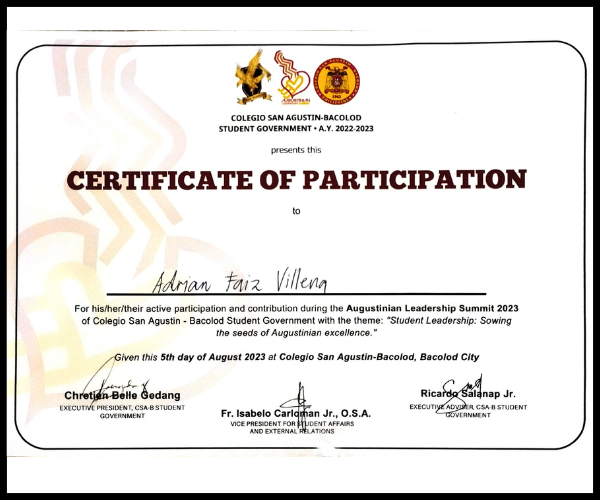 COLEGIO SAN AGUSTIN-BACOLOD
STUDENT GOVERNMENT • A.Y. 2022-2023
presents this
CERTIFICATE OF PARTICIPATION
to
Adrian Faiz Villena
For his/her/their active participation and contribution during the Augustinian Leadership Summit 2023
of Colegio San Agustin - Bacolod Student Government with the theme: "Student Leadership: Sowing
the seeds of Augustinian excellence."
Given this 5th day of August 2023 at Colegio San Agustin-Bacolod, Bacolod City
Chretien Belle Gedang
EXECUTIVE PRESIDENT, CSA-B STUDENT
GOVERNMENT
Fr. Isabelo Carloman Jr., O.S.A.
VICE PRESIDENT FOR STUDENT AFFAIRS
AND EXTERNAL RELATIONS
Ricardo Salanap Jr.
EXECUTIVE ADVISER, CSA-B STUDENT
GOVERNMENT